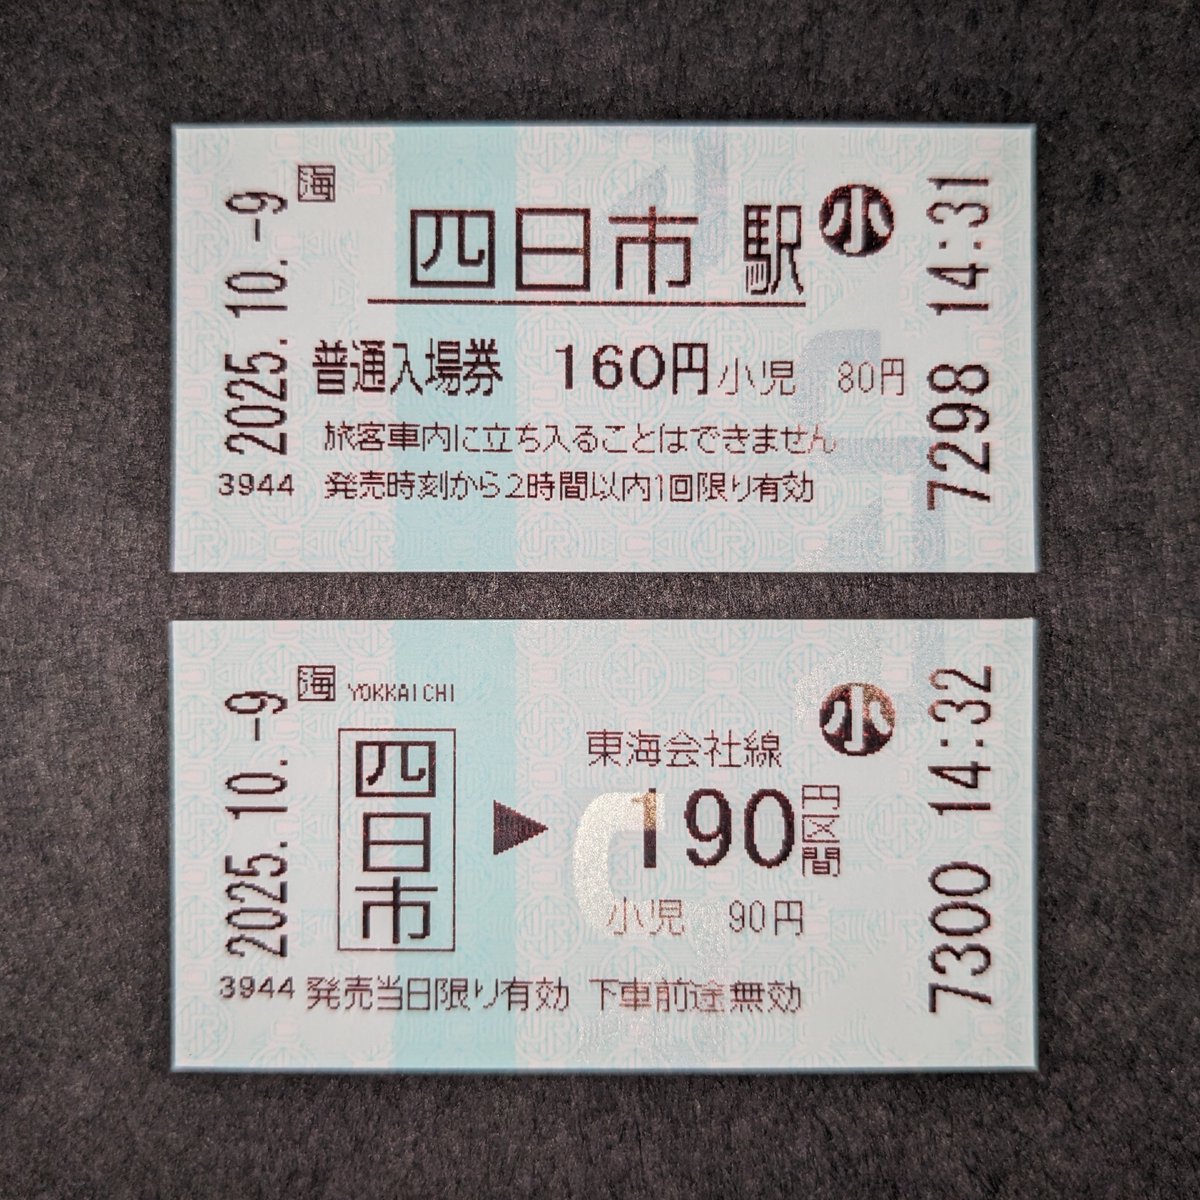 海
四日市駅 小
2025.10.-9
普通入場券 160円 小児 80円
旅客車内に立ち入ることはできません
3944 発売時刻から2時間以内1回限り有効
7298 14:31
海 YOKKAICHI
小
2025.10.-9
四日市 ▶ 東海会社線
190円区間
小児 90円
3944 発売当日限り有効 下車前途無効
7300 14:32